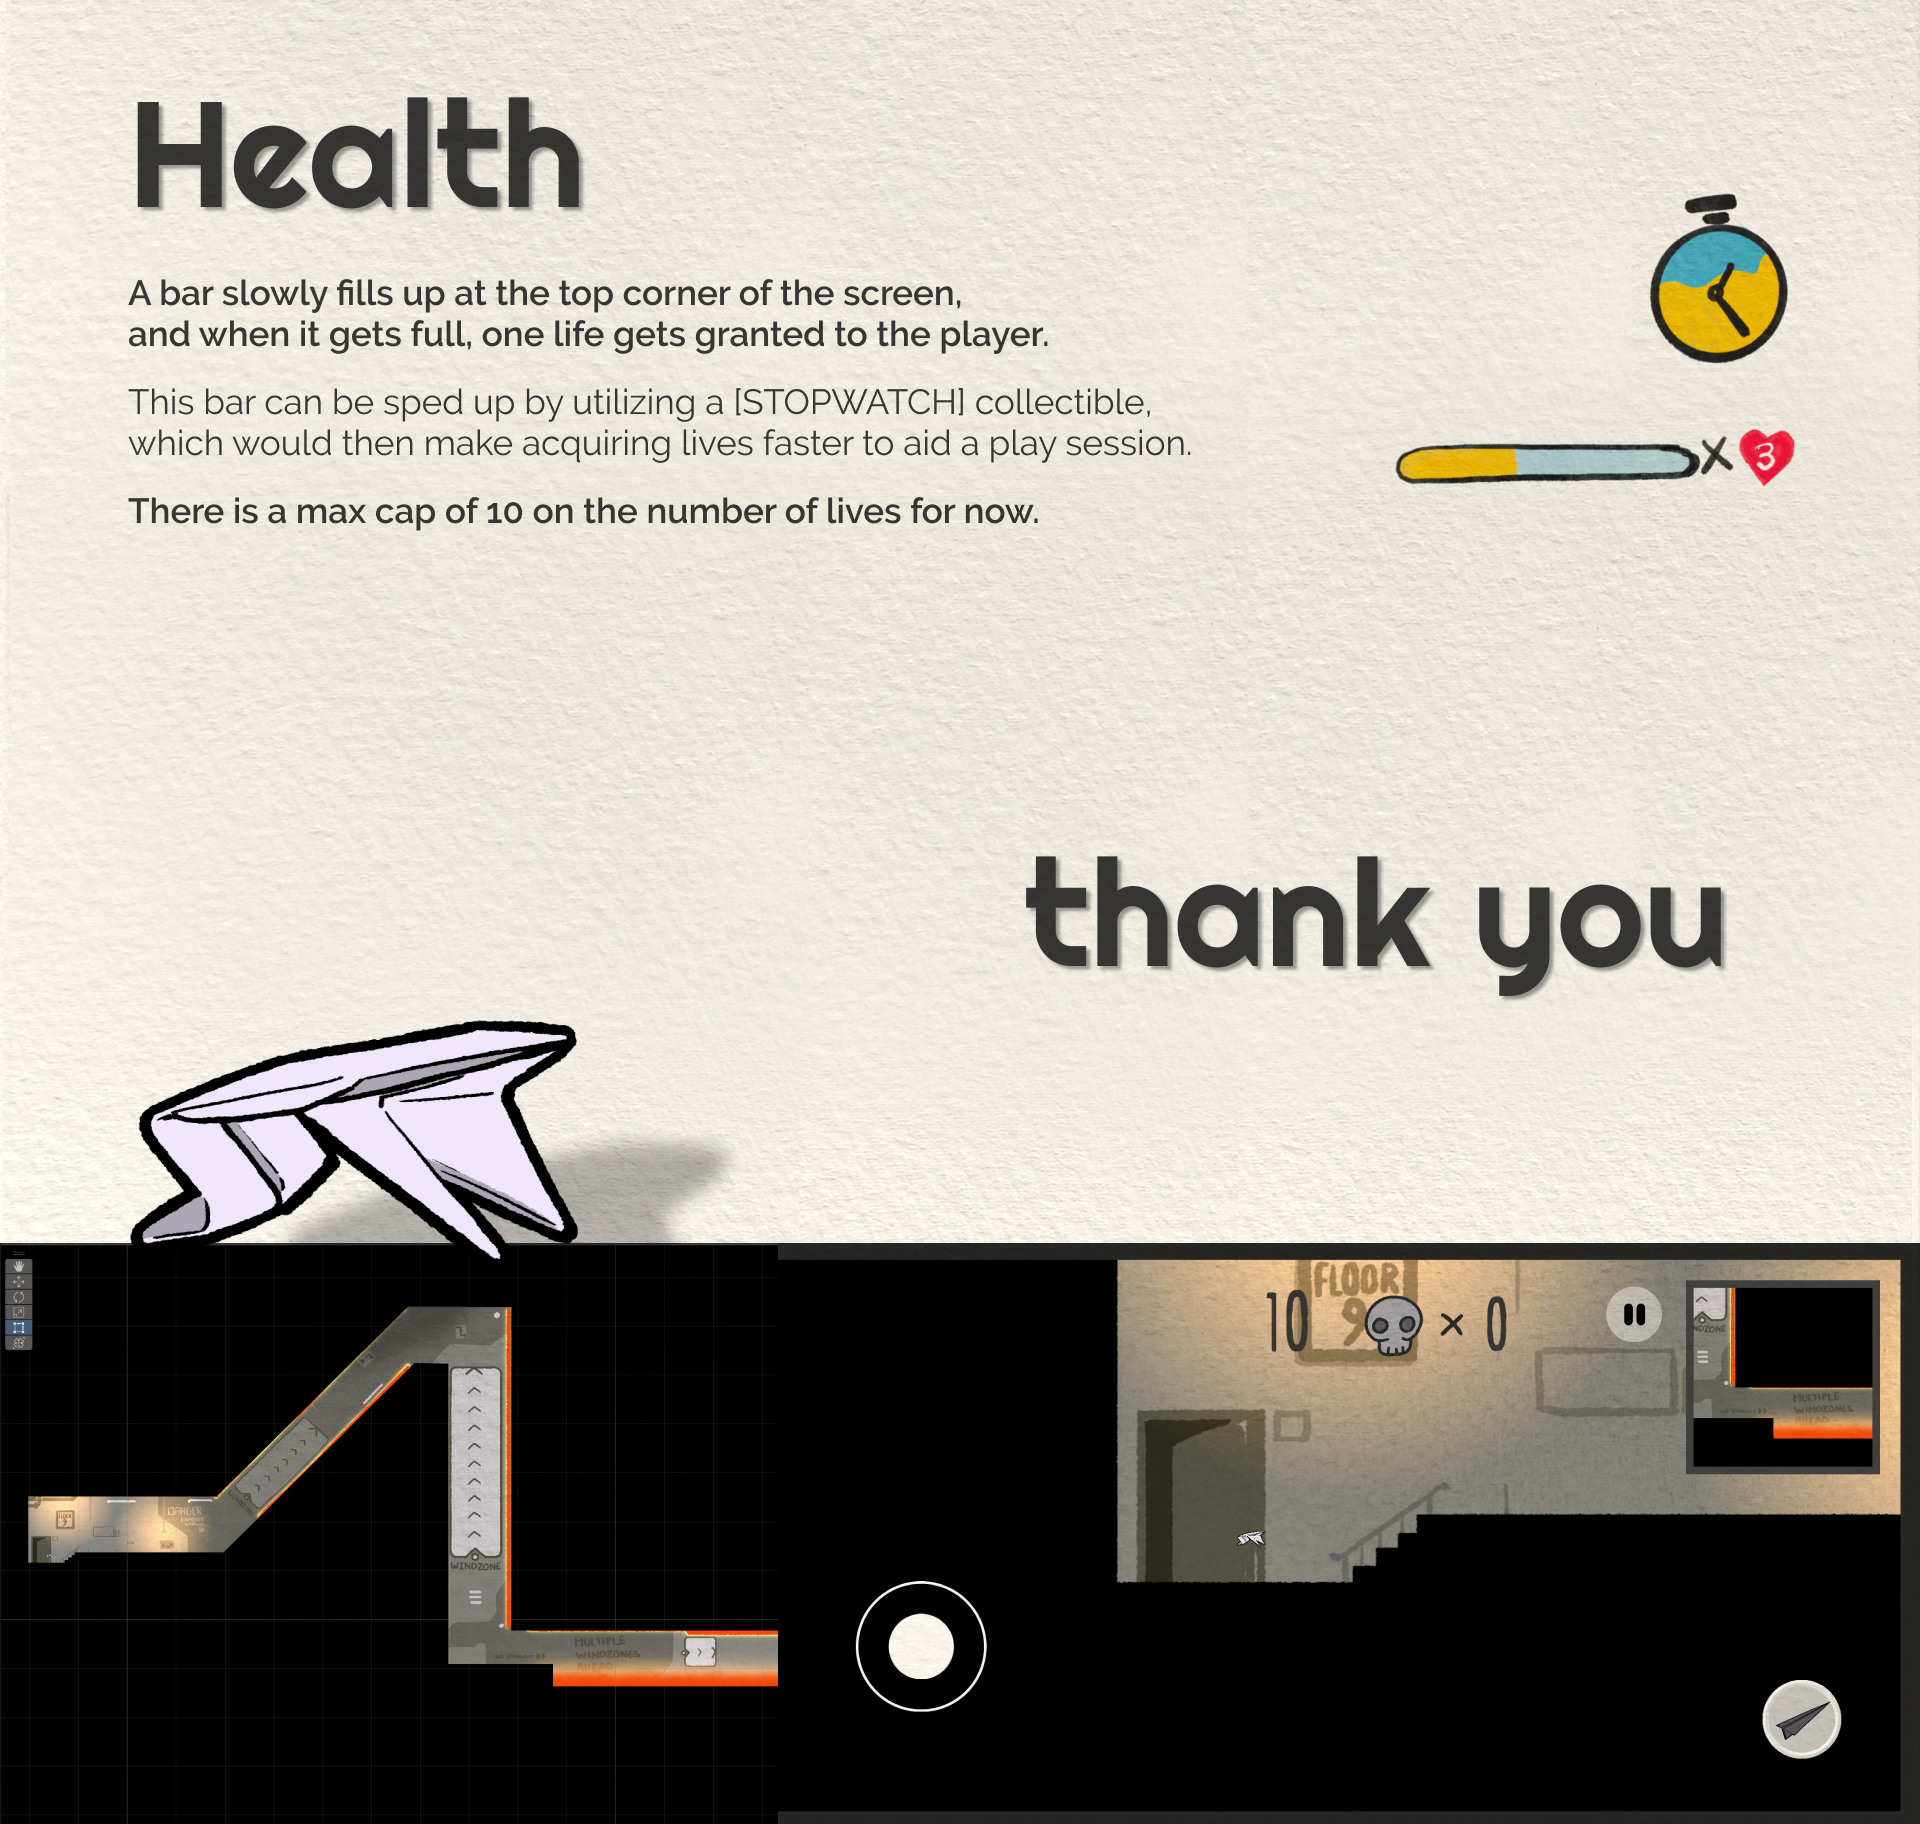 Health
A bar slowly fills up at the top corner of the screen,
and when it gets full, one life gets granted to the player.
This bar can be sped up by utilizing a [STOPWATCH] collectible,
which would then make acquiring lives faster to aid a play session.
There is a max cap of 10 on the number of lives for now.
x 3
thank you
FLOOR
9
10 x 0
NDZONE
MULTIPLE
WINDZONES
AHEAD
FLOOR
9
DANGER
WINDZONE
MULTIPLE
WINDZONES
AHEAD